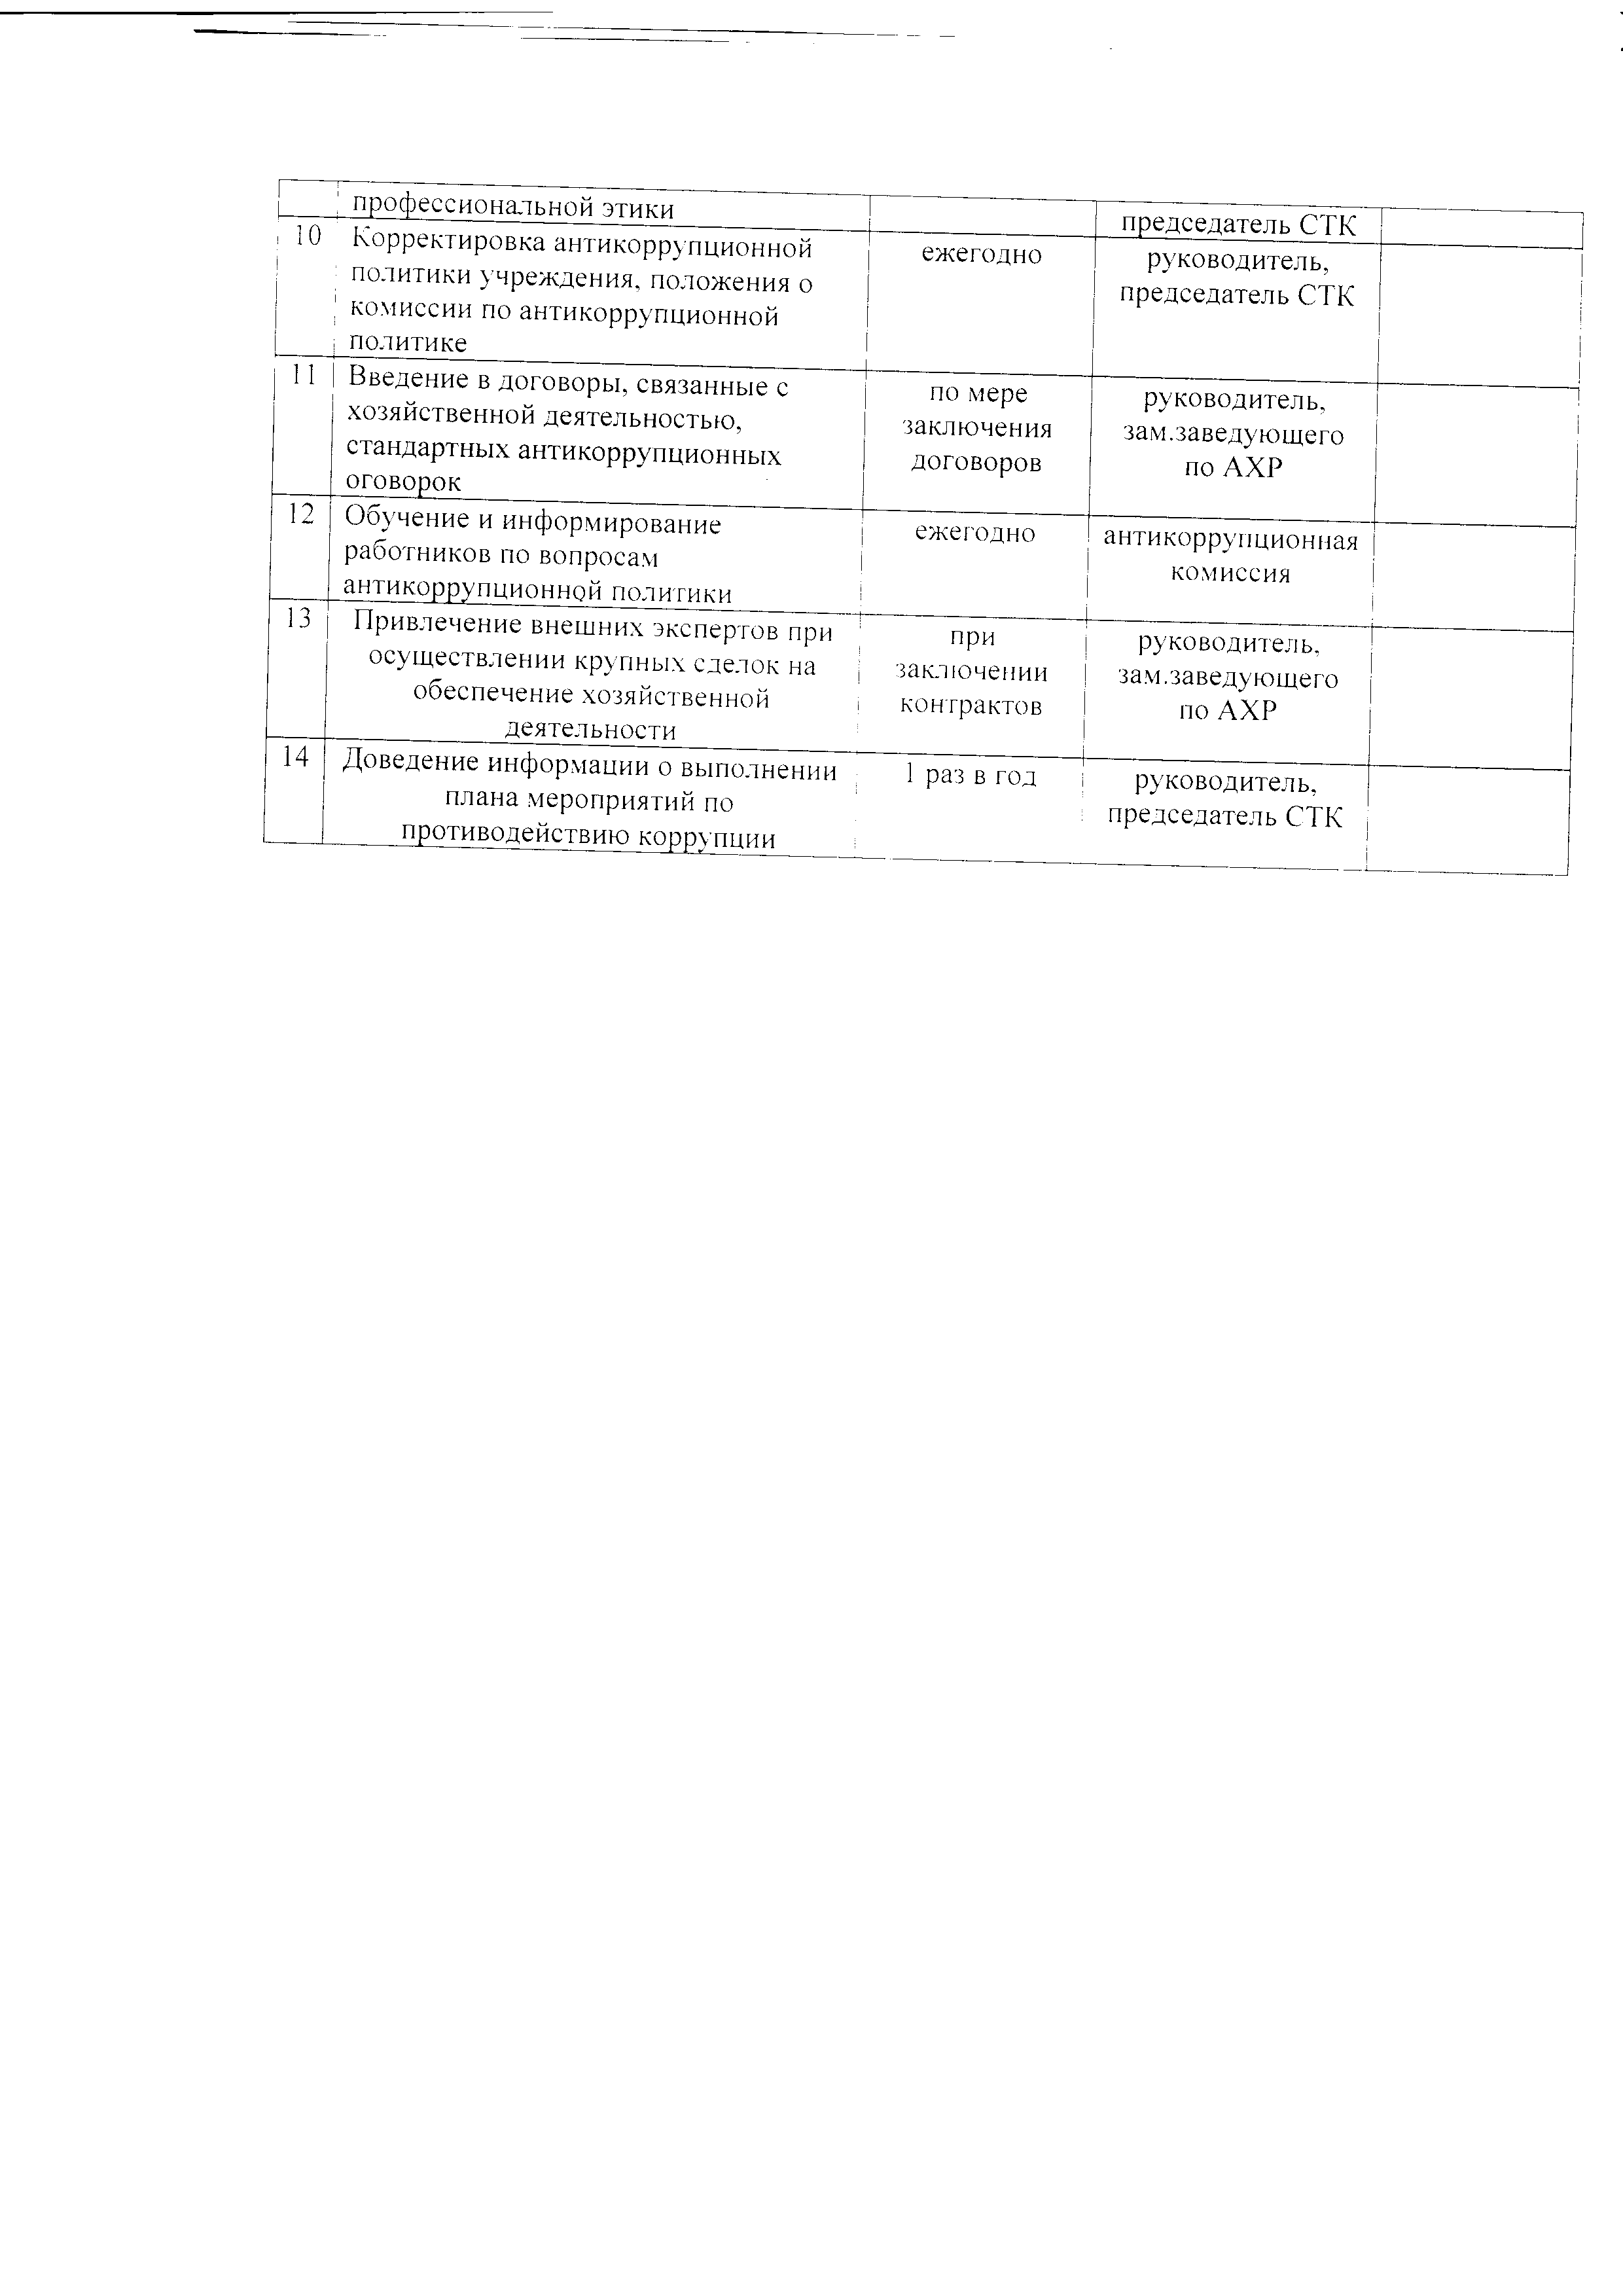 профессиональной этики
председатель СТК
10
Корректировка антикоррупционной
политики учреждения, положения о
комиссии по антикоррупционной
политике
ежегодно
руководитель,
председатель СТК
11
Введение в договоры, связанные с
хозяйственной деятельностью,
стандартных антикоррупционных
оговорок
по мере
заключения
договоров
руководитель,
зам.заведующего
по АХР
12
Обучение и информирование
работников по вопросам
антикоррупционной политики
ежегодно
антикоррупционная
комиссия
13
Привлечение внешних экспертов при
осуществлении крупных сделок на
обеспечение хозяйственной
деятельности
при
заключении
контрактов
руководитель,
зам.заведующего
по АХР
14
Доведение информации о выполнении
плана мероприятий по
противодействию коррупции
1 раз в год
руководитель,
председатель СТК